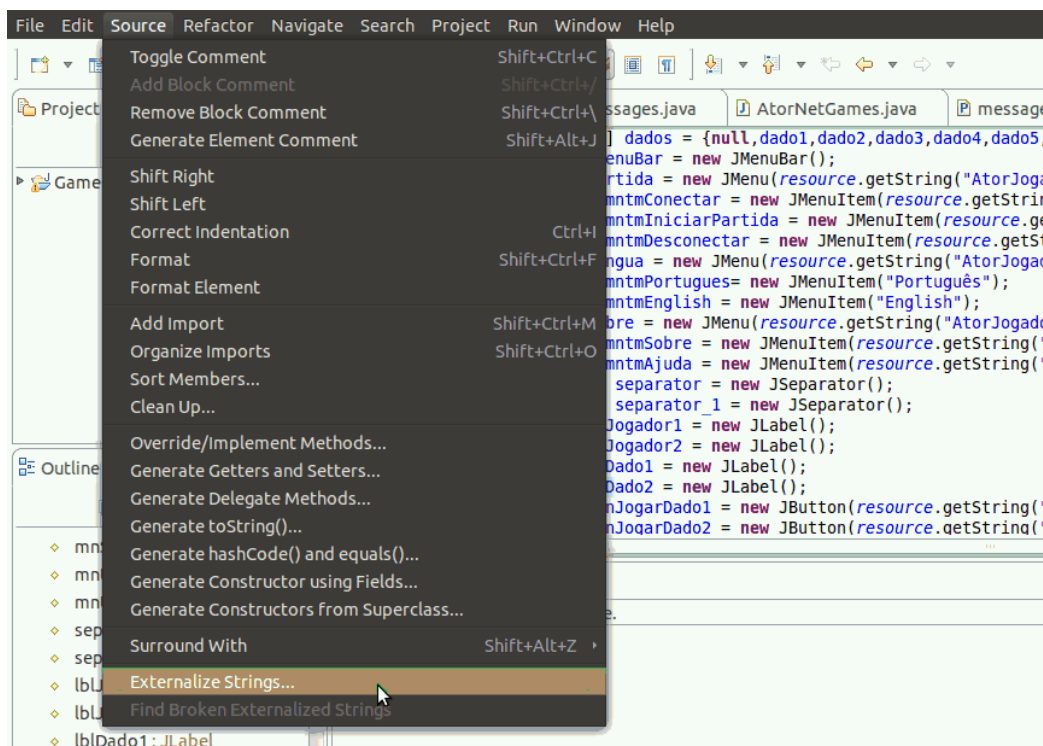 File Edit Source Refactor Navigate Search Project Run Window Help
Toggle Comment Shift+Ctrl+C
Add Block Comment Shift+Ctrl+/
Remove Block Comment Shift+Ctrl+\
Generate Element Comment Shift+Alt+J
Shift Right
Shift Left
Correct Indentation Ctrl+I
Format Shift+Ctrl+F
Format Element
Add Import Shift+Ctrl+M
Organize Imports Shift+Ctrl+O
Sort Members...
Clean Up...
Override/Implement Methods...
Generate Getters and Setters...
Generate Delegate Methods...
Generate toString()...
Generate hashCode() and equals()...
Generate Constructor using Fields...
Generate Constructors from Superclass...
Surround With Shift+Alt+Z
Externalize Strings...
Find Broken Externalized Strings
Project
Game
Outline
mn
mn
mn
sep
sep
lbl
lbl
lblDado1 : JLabel
ssages.java AtorNetGames.java message
] dados = {null,dado1,dado2,dado3,dado4,dado5,
enuBar = new JMenuBar();
rtida = new JMenu(resource.getString("AtorJoga
mntmConectar = new JMenuItem(resource.getStrin
mntmIniciarPartida = new JMenuItem(resource.ge
mntmDesconectar = new JMenuItem(resource.getSt
ngua = new JMenu(resource.getString("AtorJogad
mntmPortugues= new JMenuItem("Português");
mntmEnglish = new JMenuItem("English");
bre = new JMenu(resource.getString("AtorJogado
mntmSobre = new JMenuItem(resource.getString("
mntmAjuda = new JMenuItem(resource.getString("
separator = new JSeparator();
separator_1 = new JSeparator();
Jogador1 = new JLabel();
Jogador2 = new JLabel();
Dado1 = new JLabel();
Dado2 = new JLabel();
nJogarDado1 = new JButton(resource.getString("
nJogarDado2 = new JButton(resource.getString("
e.